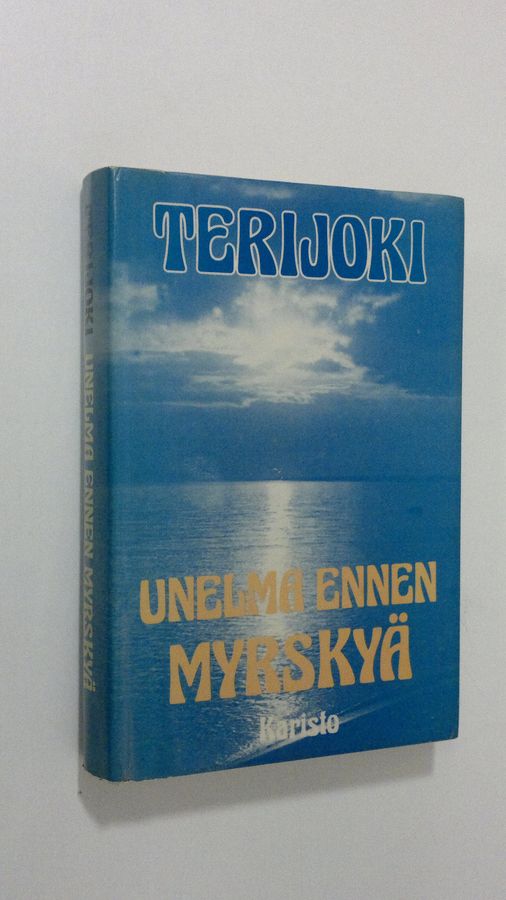 TERIJOKI
UNELMA ENNEN
MYRSKYÄ
Karisto
TERIJOKI UNELMA ENNEN MYRSKYÄ